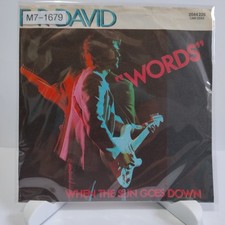 M7-1679
DAVID
"WORDS"
WHEN THE SUN GOES DOWN